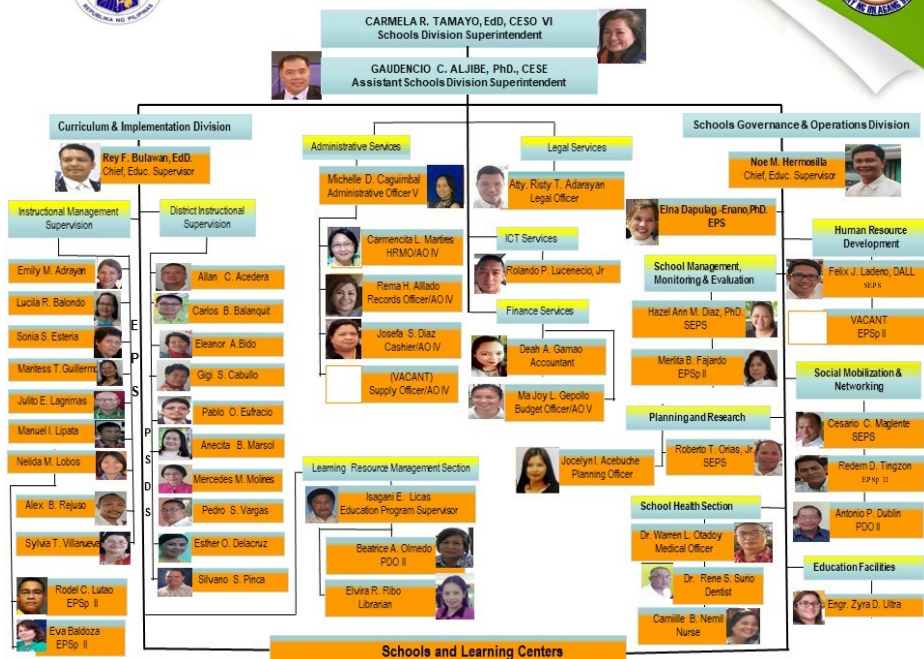 REPUBLIKA NG PILIPINAS
CARMELA R. TAMAYO, EdD, CESO VI
Schools Division Superintendent
GAUDENCIO C. ALJIBE, PhD., CESE
Assistant Schools Division Superintendent
Curriculum & Implementation Division
Rey F. Bulawan, EdD.
Chief, Educ. Supervisor
Instructional Management
Supervision
District Instructional
Supervision
Emily M. Adrayan
Lucila R. Balondo
Sonia S. Esteria
Maritess T. Guillermo
Julito E. Lagrimas
Manuel I. Lipata
Nelida M. Lobos
Alex B. Rejuso
Sylvia T. Villanueva
Rodel C. Lutao
EPSp II
Eva Baldoza
EPSp II
E
P
S
Allan C. Acedera
Carlos B. Balanquit
Eleanor A. Bido
Gigi S. Cabullo
Pablo O. Eufracio
Anecita B. Marsol
Mercedes M. Molires
Pedro S. Vargas
Esther O. Delacruz
Silvano S. Pinca
P
S
D
S
Administrative Services
Michelle D. Caguimbal
Administrative Officer V
Carmencita L. Martires
HRMO/AO IV
Rema H. Alllado
Records Officer/AO IV
Josefa S. Diaz
Cashier/AO IV
(VACANT)
Supply Officer/AO IV
Legal Services
Atty. Risty T. Adarayan
Legal Officer
ICT Services
Rolando P. Lucenecio, Jr
Finance Services
Deah A. Gamao
Accountant
Ma Joy L. Gepollo
Budget Officer/AO V
Learning Resource Management Section
Isagani E. Licas
Education Program Supervisor
Beatrice A. Olmedo
PDO II
Elvira R. Ribo
Librarian
Schools Governance & Operations Division
Noe M. Hermosilla
Chief, Educ. Supervisor
Elna Dapulag.-Enano, PhD.
EPS
School Management,
Monitoring & Evaluation
Hazel Ann M. Diaz, PhD.
SEPS
Merlita B. Fajardo
EPSp II
Planning and Research
Jocelyn I. Acebuche
Planning Officer
Roberto T. Orias, Jr.
SEPS
School Health Section
Dr. Warren L. Otadoy
Medical Officer
Dr. Rene S. Surio
Dentist
Camiille B. Nemil
Nurse
Human Resource
Development
Felix J. Ladeno, DALL
SEPS
VACANT
EPSp II
Social Mobilization &
Networking
Cesario C. Maglente
SEPS
Redem D. Tingzon
EPSp II
Antonio P. Dublin
PDO II
Education Facilities
Engr. Zyra D. Ultra
Schools and Learning Centers